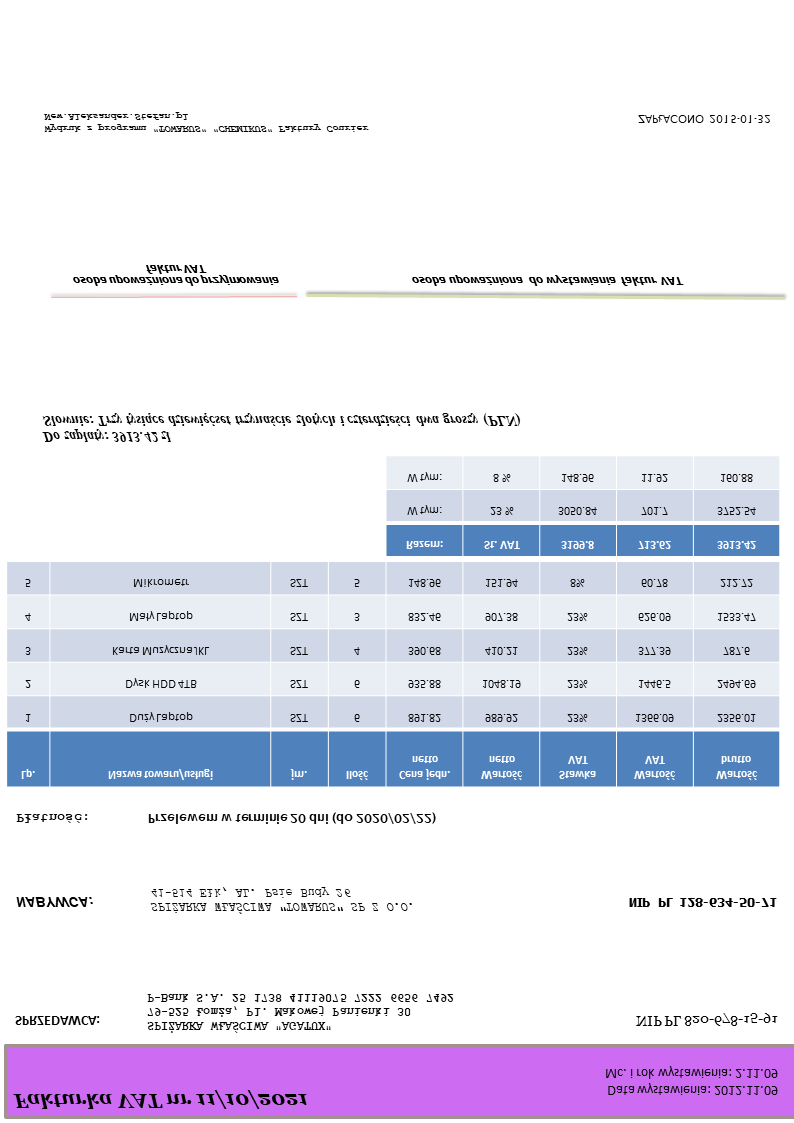 Fakturka VAT nr 11/10/2021
Data wystawienia: 2012.11.09
Mc. i rok wystawienia: 2.11.09
SPRZEDAWCA: SPIŻARKA WŁAŚCIWA "AGATUX" NIP PL 820-678-15-91
79-525 Łomża, Pl. Makowej Panienki 30
P-Bank S.A. 25 1738 41119075 7222 6656 7492
NABYWCA: SPIŻARKA WŁAŚCIWA "TOWARUS" SP Z O.O. NIP PL 128-634-50-71
41-514 Ełk, AL. Psie Budy 26
Płatność: Przelewem w terminie 20 dni (do 2020/02/22)
Lp. Nazwa towaru/usługi jm. Ilość Cena jedn. netto Wartość netto Stawka VAT Wartość VAT Wartość brutto
1 Duży Laptop SZT 6 891.82 989.92 23% 1366.09 2356.01
2 Dysk HDD 4TB SZT 6 935.88 1048.19 23% 1446.5 2494.69
3 Karta Muzyczna JKL SZT 4 390.68 410.21 23% 377.39 787.6
4 Mały Laptop SZT 3 832.46 907.38 23% 626.09 1533.47
5 Mikrometr SZT 5 148.96 151.94 8% 60.78 212.72
Razem: St. VAT 3199.8 713.62 3913.42
W tym: 23 % 3050.84 701.7 3752.54
W tym: 8 % 148.96 11.92 160.88
Do zapłaty: 3913.42 zł
Słownie: Trzy tysiące dziewięćset trzynaście złotych i czterdzieści dwa groszy (PLN)
osoba upoważniona do przyjmowania
faktur VAT
osoba upoważniona do wystawiania faktur VAT
Wydruk z programu "TOWARUS" "CHEMIKUS" Faktury Courier
New.Aleksander.Stefan.pl
ZAPŁACONO 2015-01-32